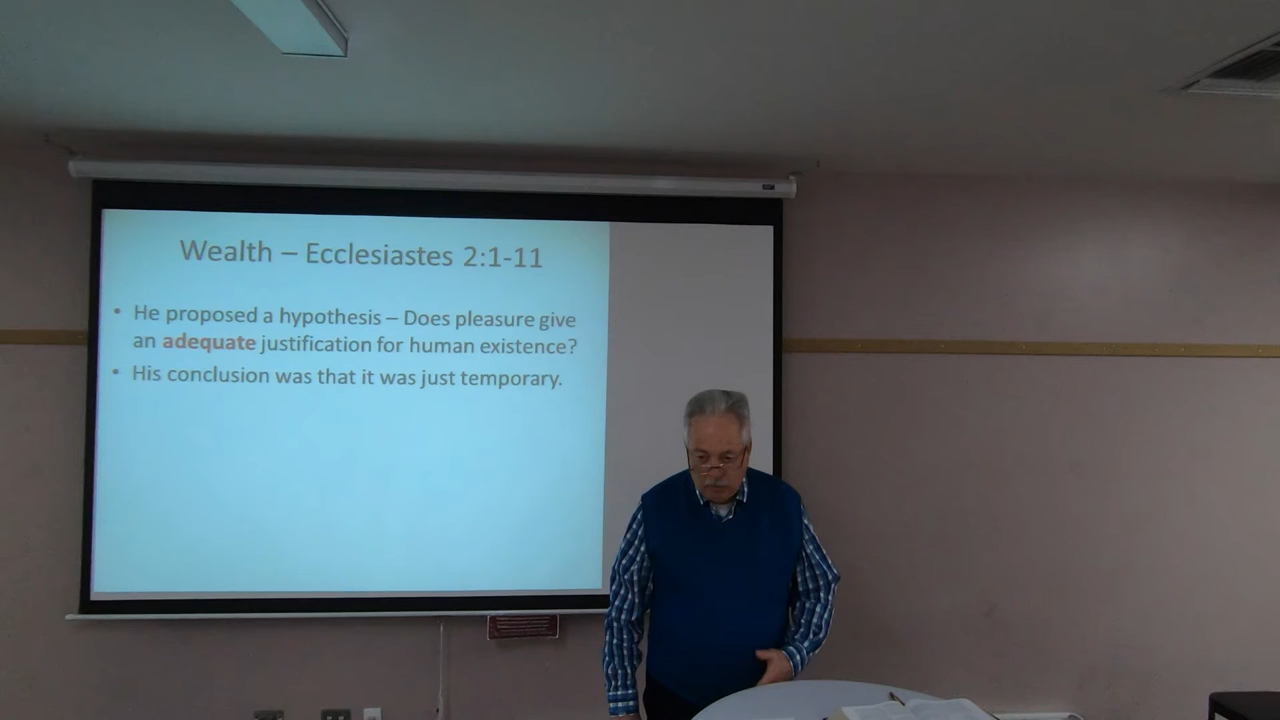 Wealth – Ecclesiastes 2:1-11
• He proposed a hypothesis – Does pleasure give
an adequate justification for human existence?
• His conclusion was that it was just temporary.